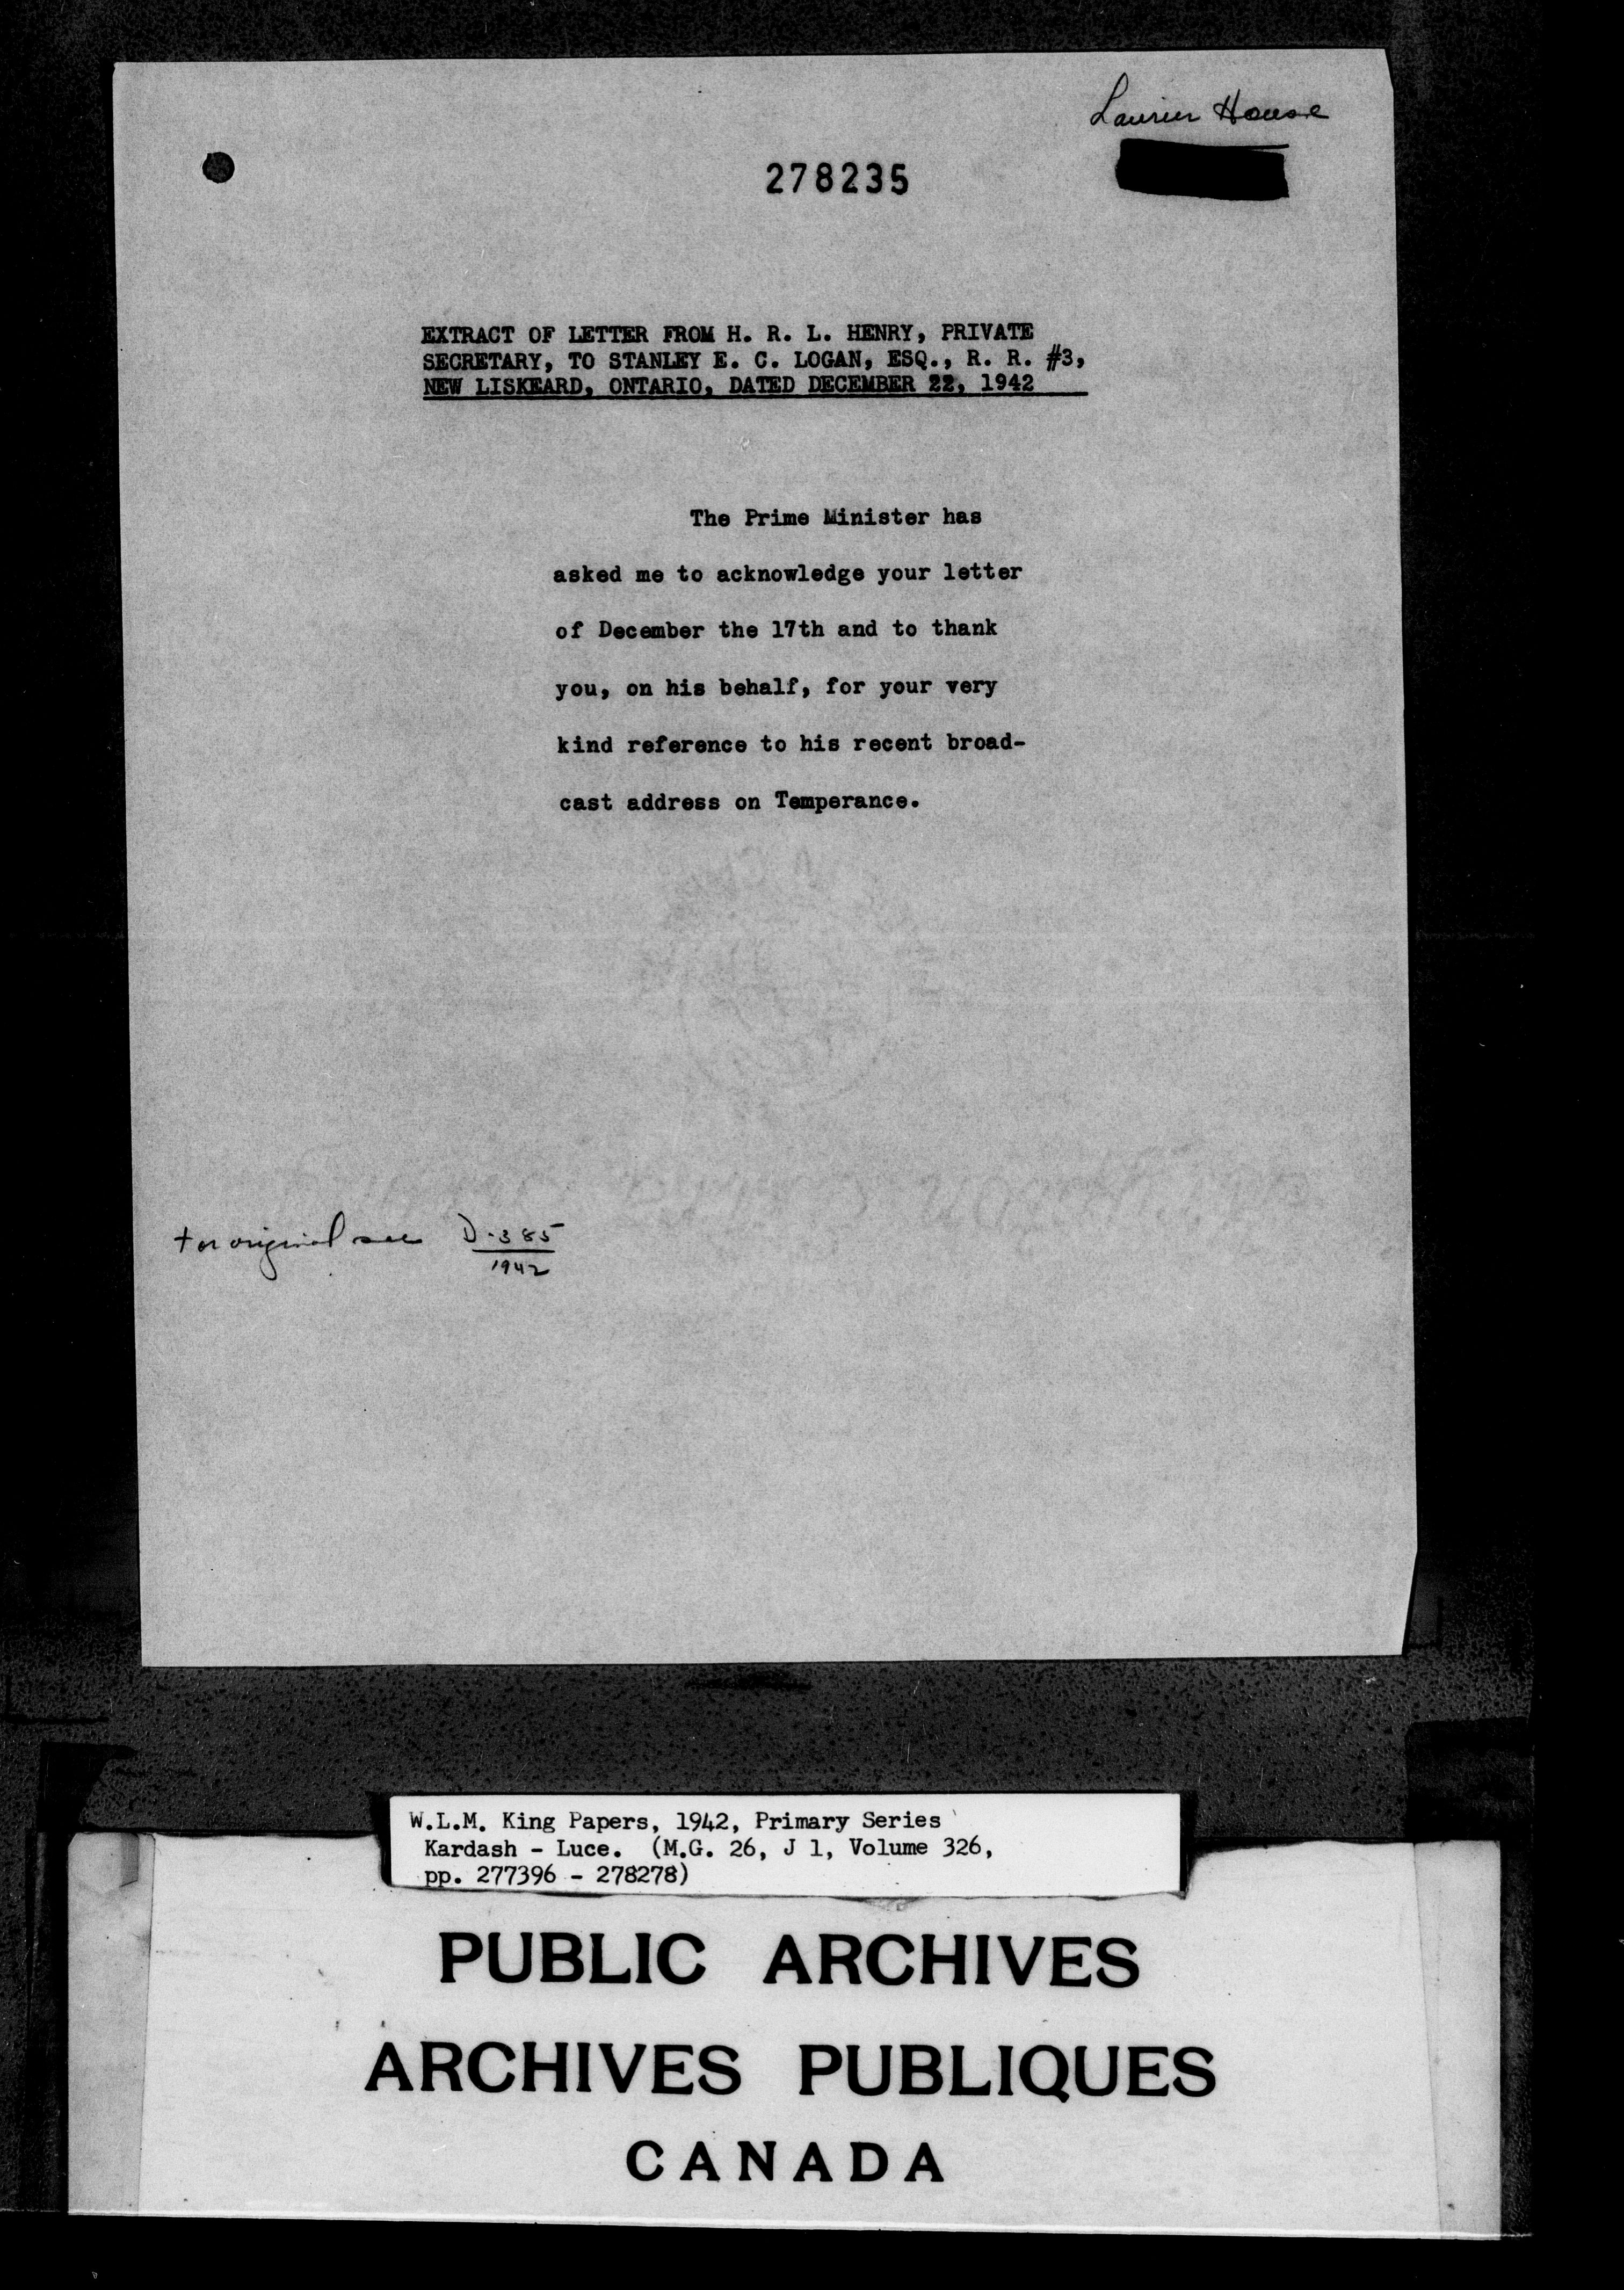 Laurier House
278235
EXTRACT OF LETTER FROM H. R. L. HENRY, PRIVATE
SECRETARY, TO STANLEY E. C. LOGAN, ESQ., R. R. #3,
NEW LISKEARD, ONTARIO, DATED DECEMBER 22, 1942
The Prime Minister has
asked me to acknowledge your letter
of December the 17th and to thank
you, on his behalf, for your very
kind reference to his recent broad-
cast address on Temperance.
For original see D-385
1942
W.L.M. King Papers, 1942, Primary Series
Kardash - Luce. (M.G. 26, J 1, Volume 326,
pp. 277396 - 278278)
PUBLIC ARCHIVES
ARCHIVES PUBLIQUES
CANADA